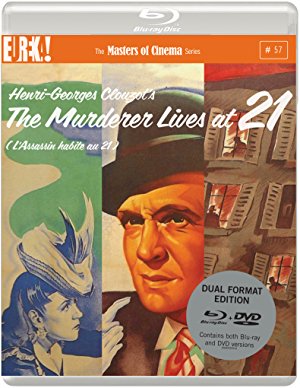 Blu-ray Disc
EUREKA!
The Masters of Cinema Series
# 57
Henri-Georges Clouzot's
The Murderer Lives at 21
( L'Assassin habite au 21 )
DUAL FORMAT
EDITION
Blu-ray Disc DVD
Contains both Blu-ray
and DVD versions